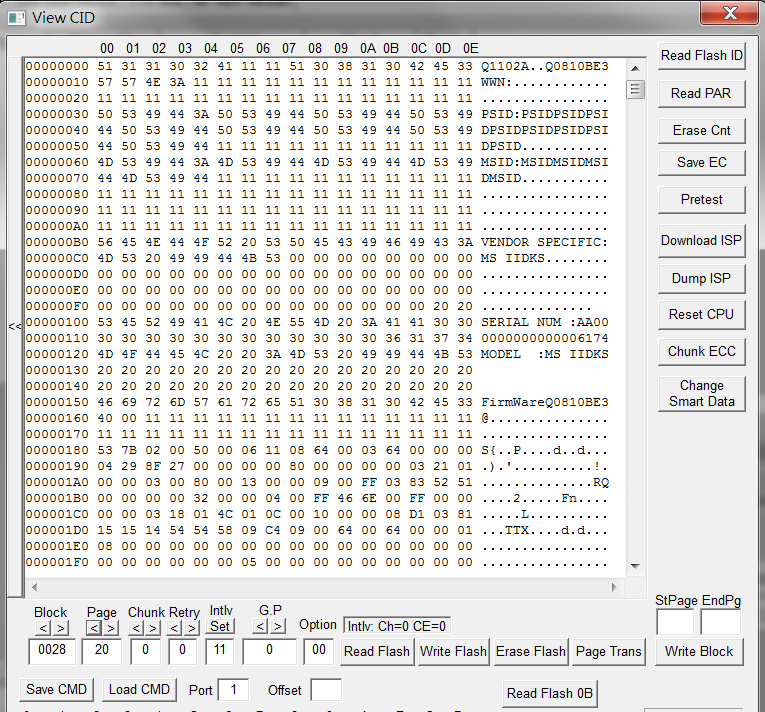 View CID
X
00 01 02 03 04 05 06 07 08 09 0A 0B 0C 0D 0E
00000000 51 31 31 30 32 41 11 11 51 30 38 31 30 42 45 33 Q1102A..Q0810BE3
00000010 57 57 4E 3A 11 11 11 11 11 11 11 11 11 11 11 11 WWN:............
00000020 11 11 11 11 11 11 11 11 11 11 11 11 11 11 11 11 ................
00000030 50 53 49 44 3A 50 53 49 44 50 53 49 44 50 53 49 PSID:PSIDPSIDPSI
00000040 44 50 53 49 44 50 53 49 44 50 53 49 44 50 53 49 DPSIDPSIDPSIDPSI
00000050 44 50 53 49 44 11 11 11 11 11 11 11 11 11 11 11 DPSID...........
00000060 4D 53 49 44 3A 4D 53 49 44 4D 53 49 44 4D 53 49 MSID:MSIDMSIDMSI
00000070 44 4D 53 49 44 11 11 11 11 11 11 11 11 11 11 11 DMSID...........
00000080 11 11 11 11 11 11 11 11 11 11 11 11 11 11 11 11 ................
00000090 11 11 11 11 11 11 11 11 11 11 11 11 11 11 11 11 ................
000000A0 11 11 11 11 11 11 11 11 11 11 11 11 11 11 11 11 ................
000000B0 56 45 4E 44 4F 52 20 53 50 45 43 49 46 49 43 3A VENDOR SPECIFIC:
000000C0 4D 53 20 49 49 44 4B 53 00 00 00 00 00 00 00 00 MS IIDKS........
000000D0 00 00 00 00 00 00 00 00 00 00 00 00 00 00 00 00 ................
000000E0 00 00 00 00 00 00 00 00 00 00 00 00 00 00 00 00 ................
000000F0 00 00 00 00 00 00 00 00 00 00 00 00 00 00 20 20 ..............
00000100 53 45 52 49 41 4C 20 4E 55 4D 20 3A 41 41 30 30 SERIAL NUM :AA00
00000110 30 30 30 30 30 30 30 30 30 30 30 30 36 31 37 34 0000000000006174
00000120 4D 4F 44 45 4C 20 20 3A 4D 53 20 49 49 44 4B 53 MODEL  :MS IIDKS
00000130 20 20 20 20 20 20 20 20 20 20 20 20 20 20 20 20
00000140 20 20 20 20 20 20 20 20 20 20 20 20 20 20 20 20
00000150 46 69 72 6D 57 61 72 65 51 30 38 31 30 42 45 33 FirmWareQ0810BE3
00000160 40 00 11 11 11 11 11 11 11 11 11 11 11 11 11 11 @...............
00000170 11 11 11 11 11 11 11 11 11 11 11 11 11 11 11 11 ................
00000180 53 7B 02 00 50 00 06 11 08 64 00 03 64 00 00 00 S{..P....d..d...
00000190 04 29 8F 27 00 00 00 00 80 00 00 00 00 03 21 01 .).'..........!.
000001A0 00 00 03 00 80 00 13 00 00 09 00 FF 03 83 52 51 ..............RQ
000001B0 00 00 00 00 32 00 00 04 00 FF 46 6E 00 FF 00 00 ....2.....Fn....
000001C0 00 00 03 18 01 4C 01 0C 00 10 00 00 08 D1 03 81 .....L..........
000001D0 15 15 14 54 54 58 09 C4 09 00 64 00 64 00 00 01 ...TTX....d.d...
000001E0 08 00 00 00 00 00 00 00 00 00 00 00 00 00 00 00 ................
000001F0 00 00 00 00 00 00 05 00 00 00 00 00 00 00 00 00 ................
<<
Read Flash ID
Read PAR
Erase Cnt
Save EC
Pretest
Download ISP
Dump ISP
Reset CPU
Chunk ECC
Change
Smart Data
Block Page Chunk Retry Intlv G.P StPage EndPg
< > < > < > < > Set < > Option Intlv: Ch=0 CE=0
0028 20 0 0 11 0 00 Read Flash Write Flash Erase Flash Page Trans Write Block
Save CMD Load CMD Port 1 Offset Read Flash 0B